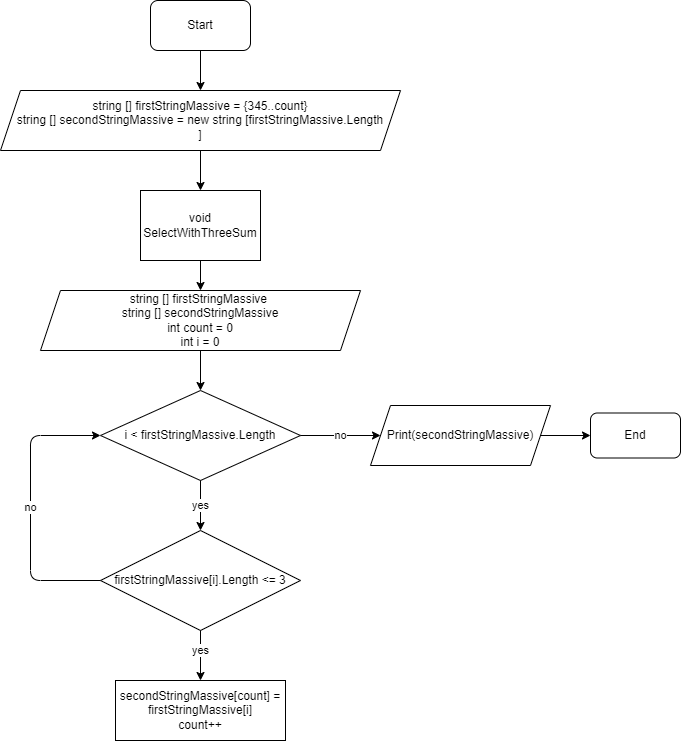 Start
string [] firstStringMassive = {345..count}
string [] secondStringMassive = new string [firstStringMassive.Length
]
void
SelectWithThreeSum
string [] firstStringMassive
string [] secondStringMassive
int count = 0
int i = 0
i < firstStringMassive.Length
no
Print(secondStringMassive)
End
yes
no
firstStringMassive[i].Length <= 3
yes
secondStringMassive[count] =
firstStringMassive[i]
count++